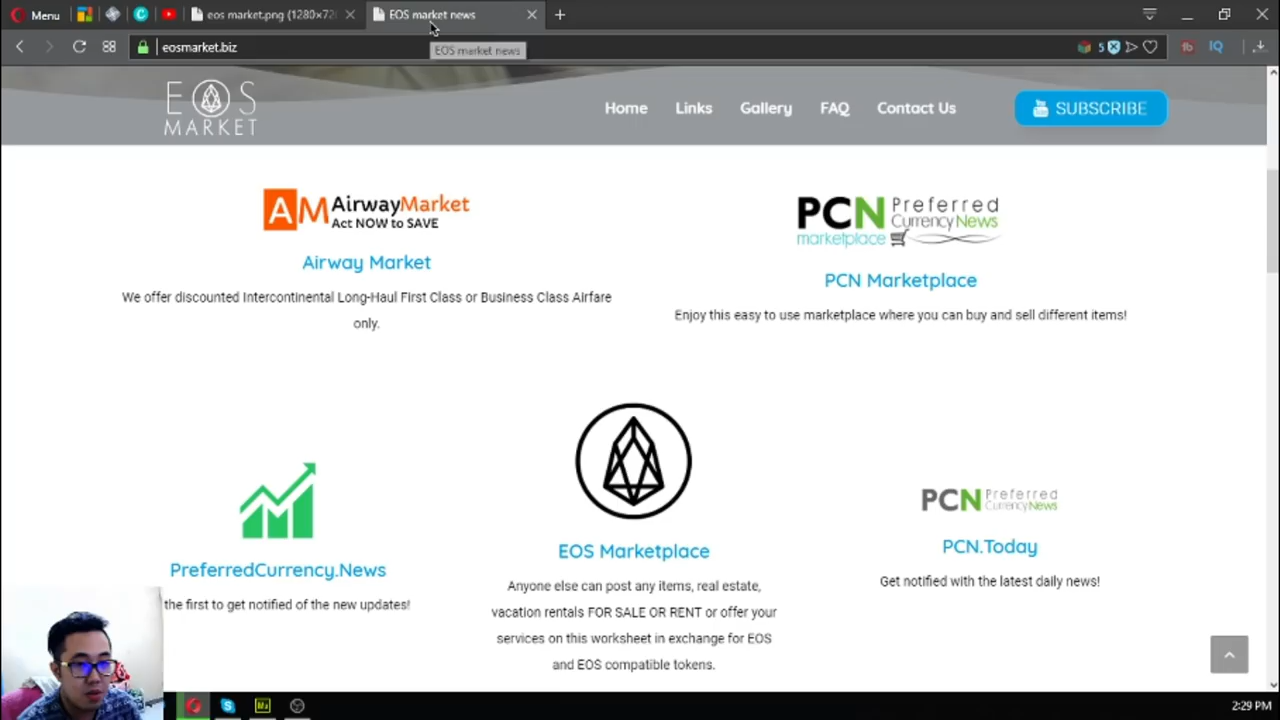 Menu
eos market.png (1280×72
EOS market news
eosmarket.biz
EOS market news
5
IQ
EOS
MARKET
Home
Links
Gallery
FAQ
Contact Us
SUBSCRIBE
AM AirwayMarket
Act NOW to SAVE
Airway Market
We offer discounted Intercontinental Long-Haul First Class or Business Class Airfare
only.
PCN Preferred
Currency News
marketplace
PCN Marketplace
Enjoy this easy to use marketplace where you can buy and sell different items!
PreferredCurrency.News
the first to get notified of the new updates!
EOS Marketplace
Anyone else can post any items, real estate,
vacation rentals FOR SALE OR RENT or offer your
services on this worksheet in exchange for EOS
and EOS compatible tokens.
PCN Preferred
Currency News
PCN.Today
Get notified with the latest daily news!
2:29 PM